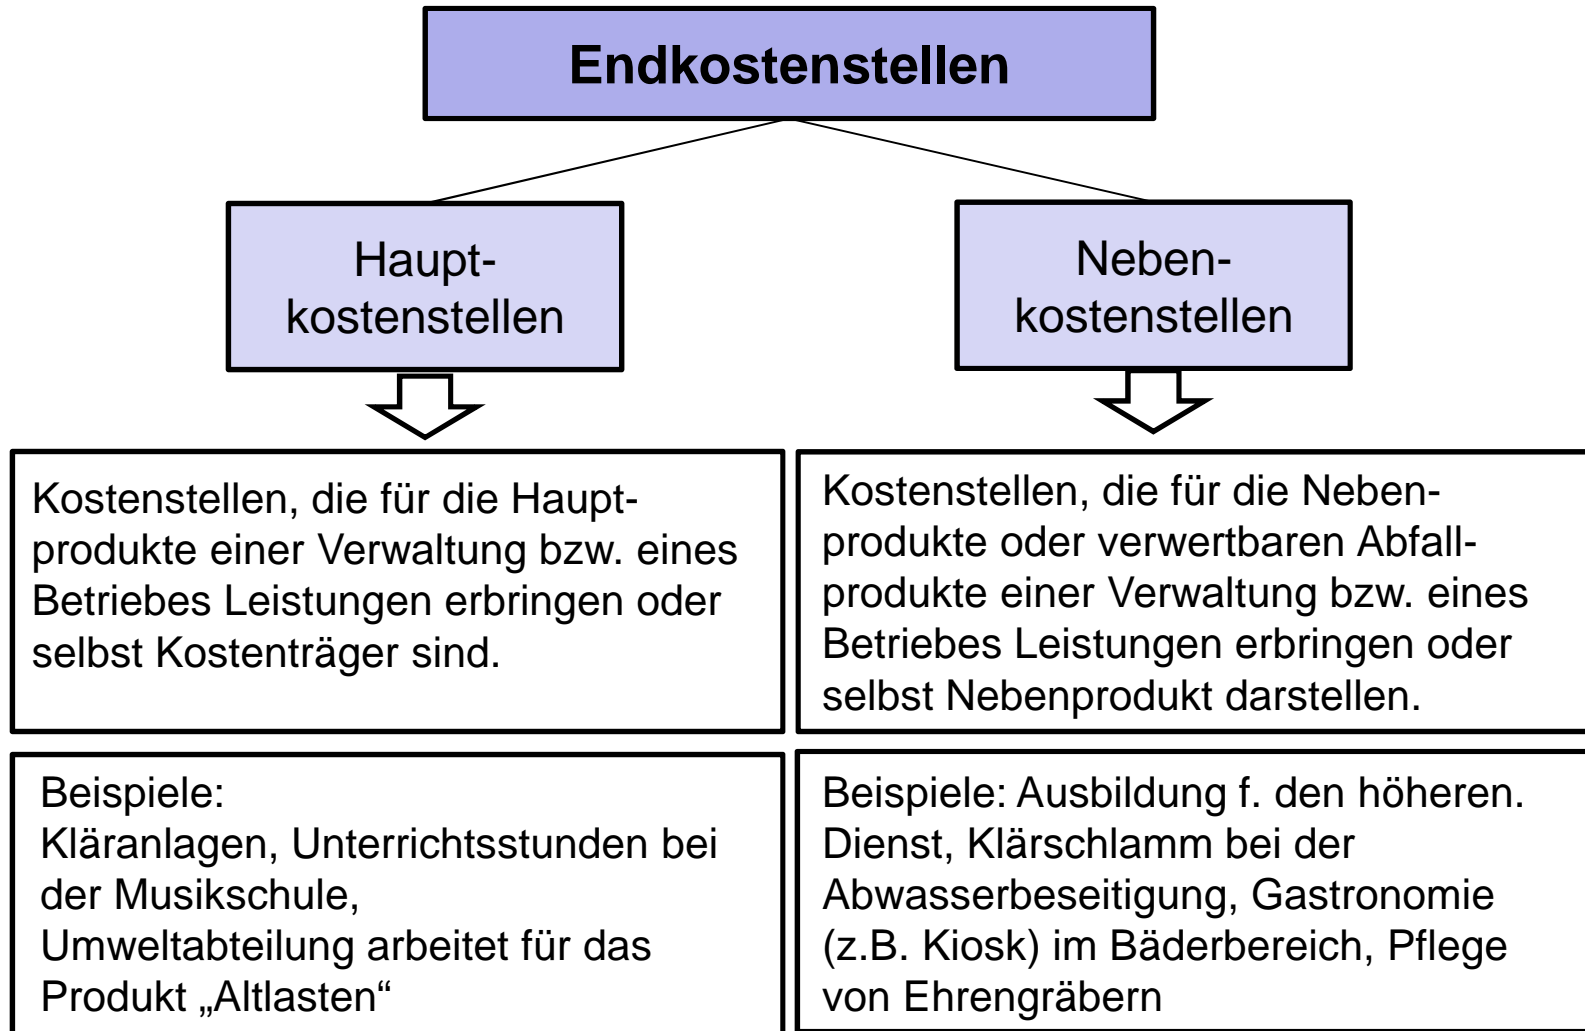 Endkostenstellen
Haupt-
kostenstellen
Neben-
kostenstellen
Kostenstellen, die für die Haupt-
produkte einer Verwaltung bzw. eines
Betriebes Leistungen erbringen oder
selbst Kostenträger sind.
Kostenstellen, die für die Neben-
produkte oder verwertbaren Abfall-
produkte einer Verwaltung bzw. eines
Betriebes Leistungen erbringen oder
selbst Nebenprodukt darstellen.
Beispiele:
Kläranlagen, Unterrichtsstunden bei
der Musikschule,
Umweltabteilung arbeitet für das
Produkt „Altlasten“
Beispiele: Ausbildung f. den höheren.
Dienst, Klärschlamm bei der
Abwasserbeseitigung, Gastronomie
(z.B. Kiosk) im Bäderbereich, Pflege
von Ehrengräbern